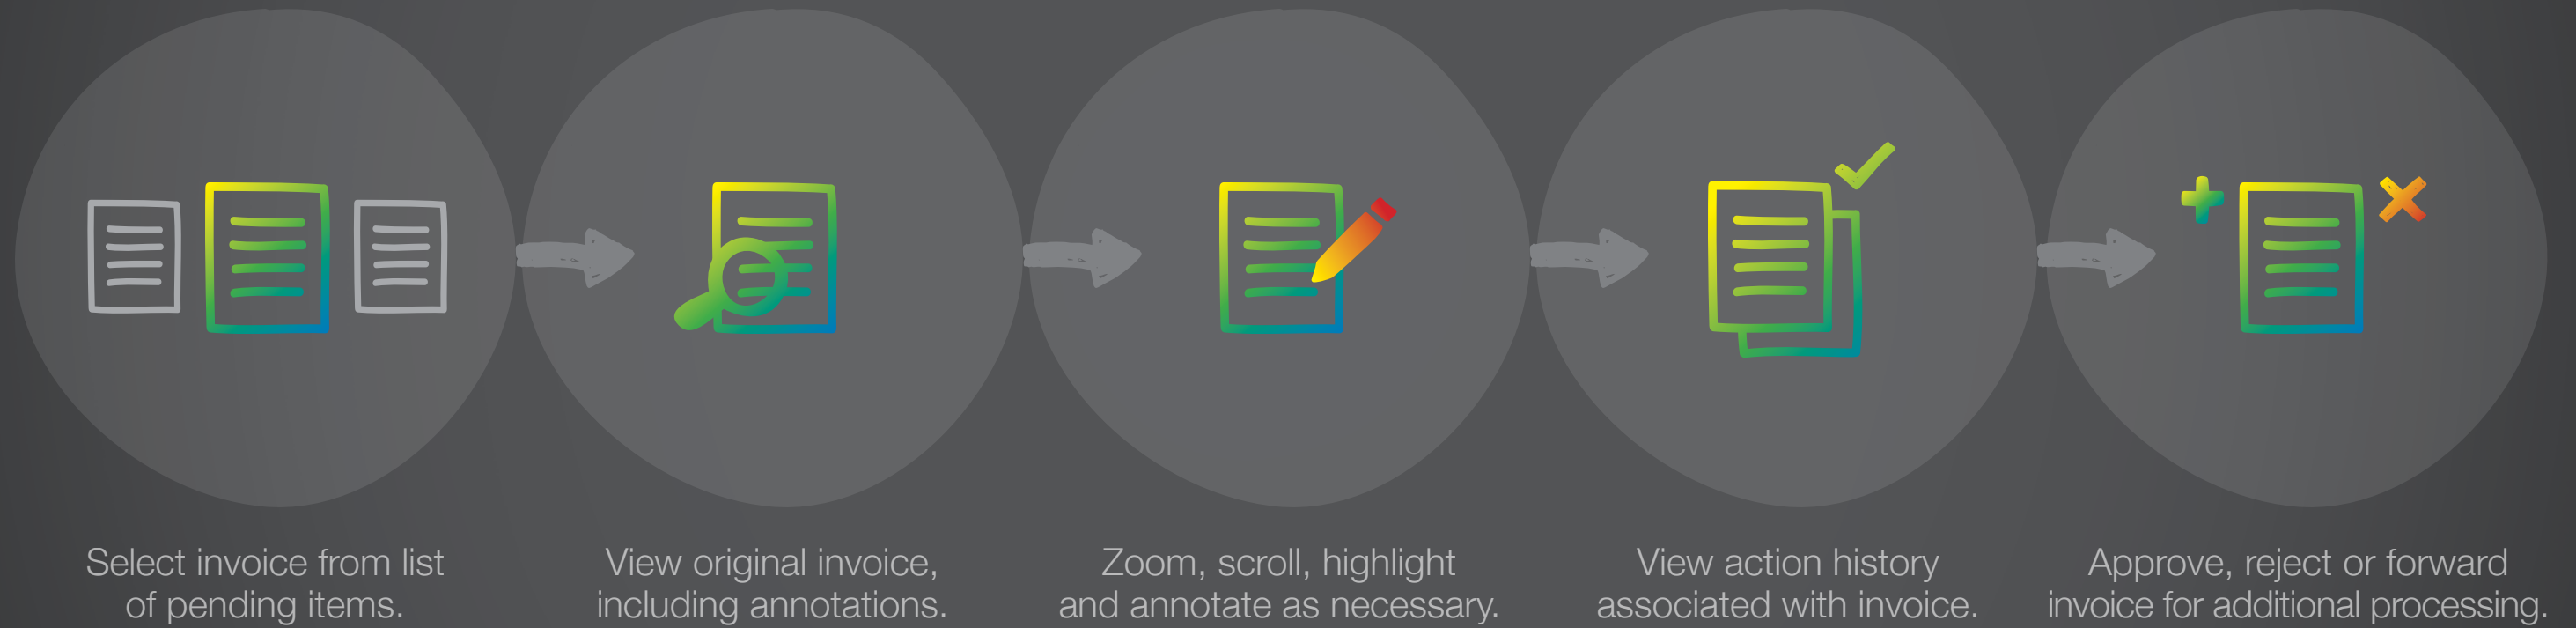 Select invoice from list
of pending items.
View original invoice,
including annotations.
Zoom, scroll, highlight
and annotate as necessary.
View action history
associated with invoice.
Approve, reject or forward
invoice for additional processing.